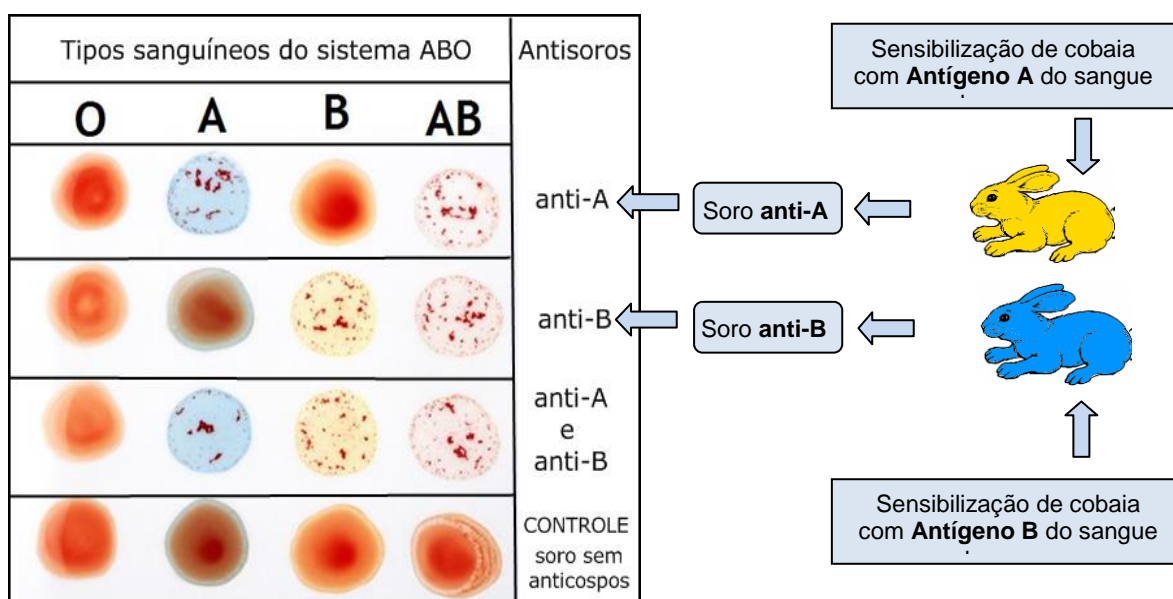 Tipos sanguíneos do sistema ABO
Antisoros
O
A
B
AB
anti-A
anti-B
anti-A
e
anti-B
CONTROLE
soro sem
anticospos
Soro anti-A
Soro anti-B
Sensibilização de cobaia
com Antígeno A do sangue
Sensibilização de cobaia
com Antígeno B do sangue